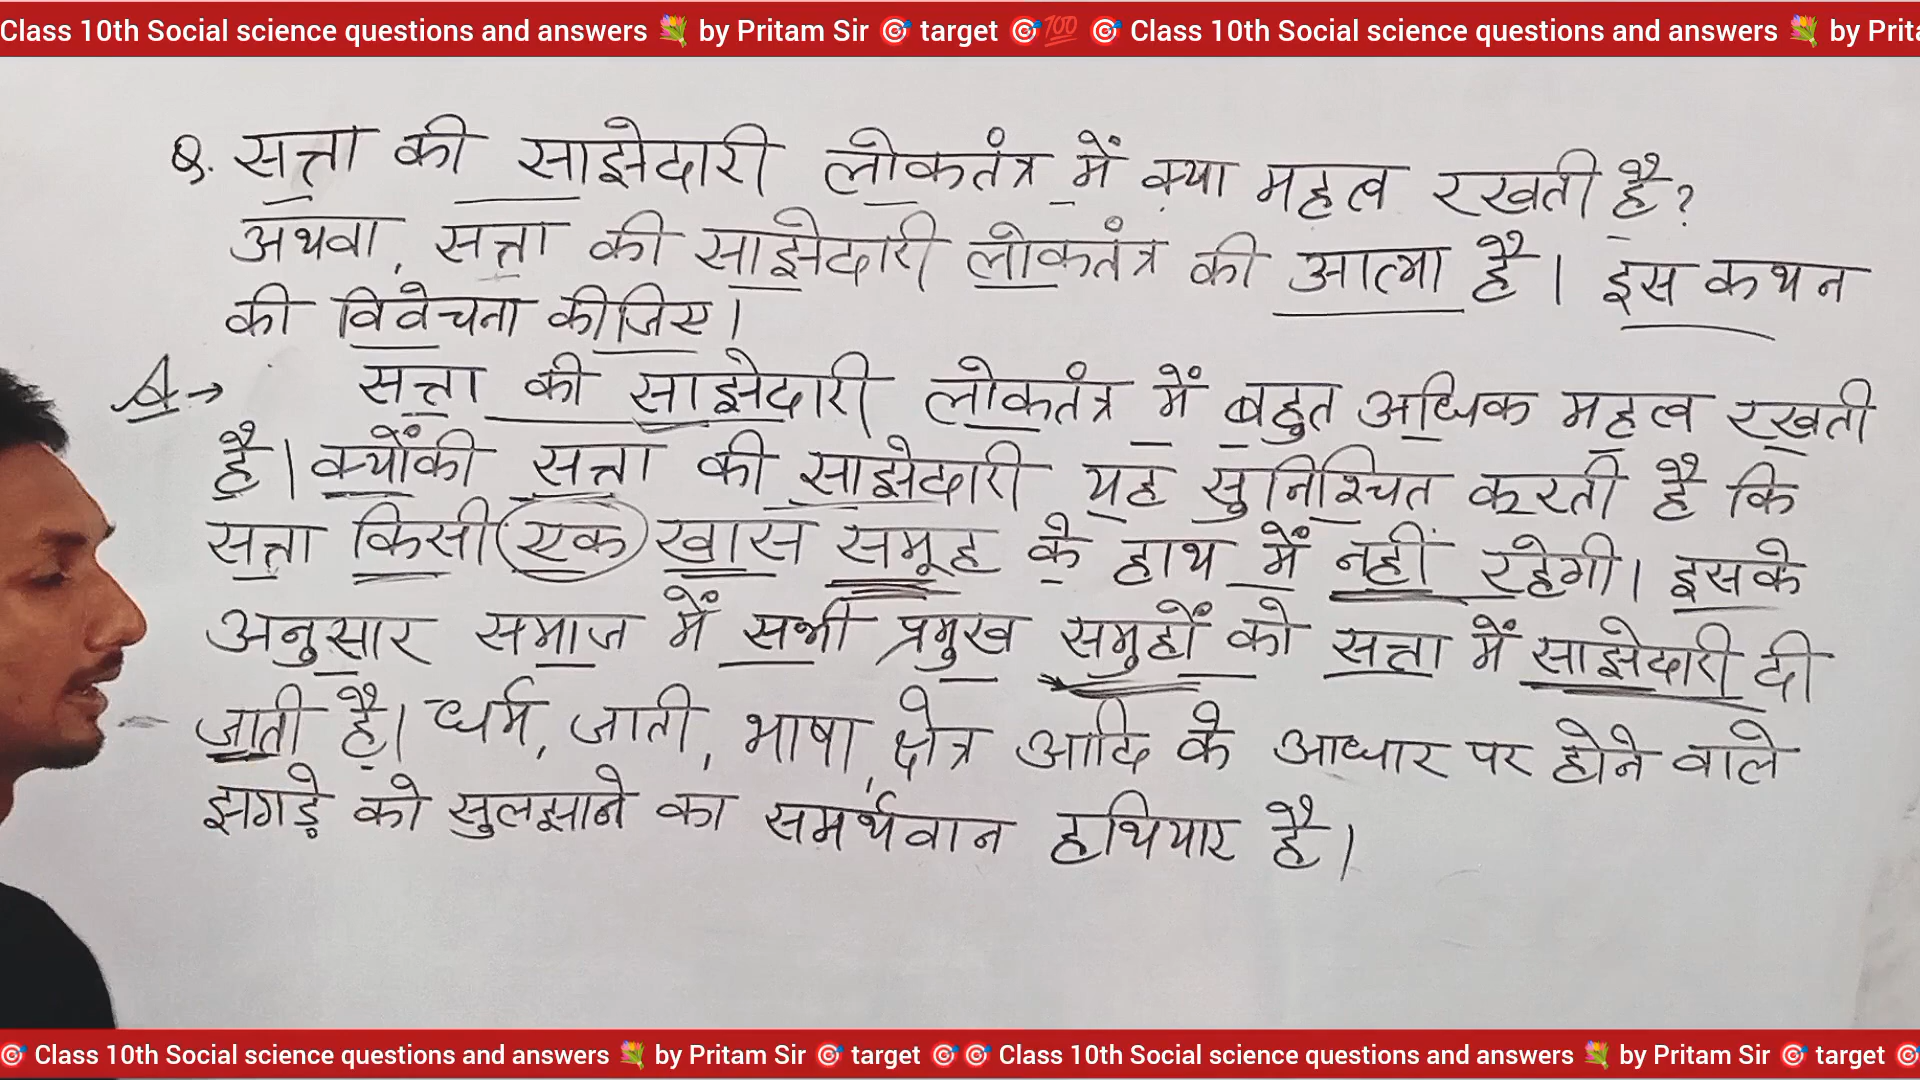 Class 10th Social science questions and answers 💐 by Pritam Sir 🎯 target 🎯💯 🎯 Class 10th Social science questions and answers 💐 by Prita
Q. सत्ता की साझेदारी लोकतंत्र में क्या महत्व रखती है?
अथवा, सत्ता की साझेदारी लोकतंत्र की आत्मा है। इस कथन
की विवेचना कीजिए।
A→ सत्ता की साझेदारी लोकतंत्र में बहुत अधिक महत्व रखती
है। क्योंकी सत्ता की साझेदारी यह सुनिश्चित करती है कि
सत्ता किसी एक खास समूह के हाथ में नहीं रहेगी। इसके
अनुसार समाज में सभी प्रमुख समुहों को सत्ता में साझेदारी दी
जाती है। धर्म, जाती, भाषा, क्षेत्र आदि के आधार पर होने वाले
झगड़े को सुलझाने का समर्थवान हथियार है।
🎯 Class 10th Social science questions and answers 💐 by Pritam Sir 🎯 target 🎯🎯 Class 10th Social science questions and answers 💐 by Pritam Sir 🎯 target 🎯